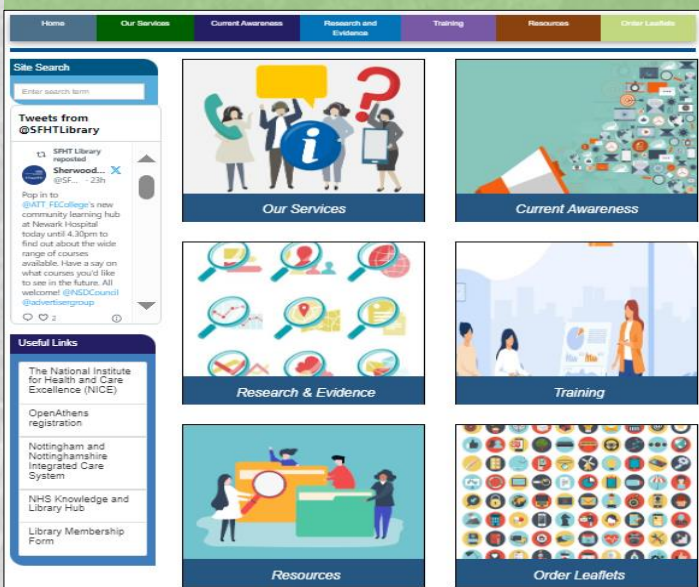 Home
Our Services
Current Awareness
Research and
Evidence
Training
Resources
Order Leaflets
Site Search
Enter search term
Tweets from
@SFHTLibrary
SFHT Library
reposted
Sherwood...
@SF... · 23h
Pop in to
@ATT_FECollege's new
community learning hub
at Newark Hospital
today until 4.30pm to
find out about the wide
range of courses
available. Have a say on
what courses you'd like
to see in the future. All
welcome! @NSDCouncil
@advertisergroup
2
Useful Links
The National Institute
for Health and Care
Excellence (NICE)
OpenAthens
registration
Nottingham and
Nottinghamshire
Integrated Care
System
NHS Knowledge and
Library Hub
Library Membership
Form
Our Services
Current Awareness
Research & Evidence
Training
Resources
Order Leaflets